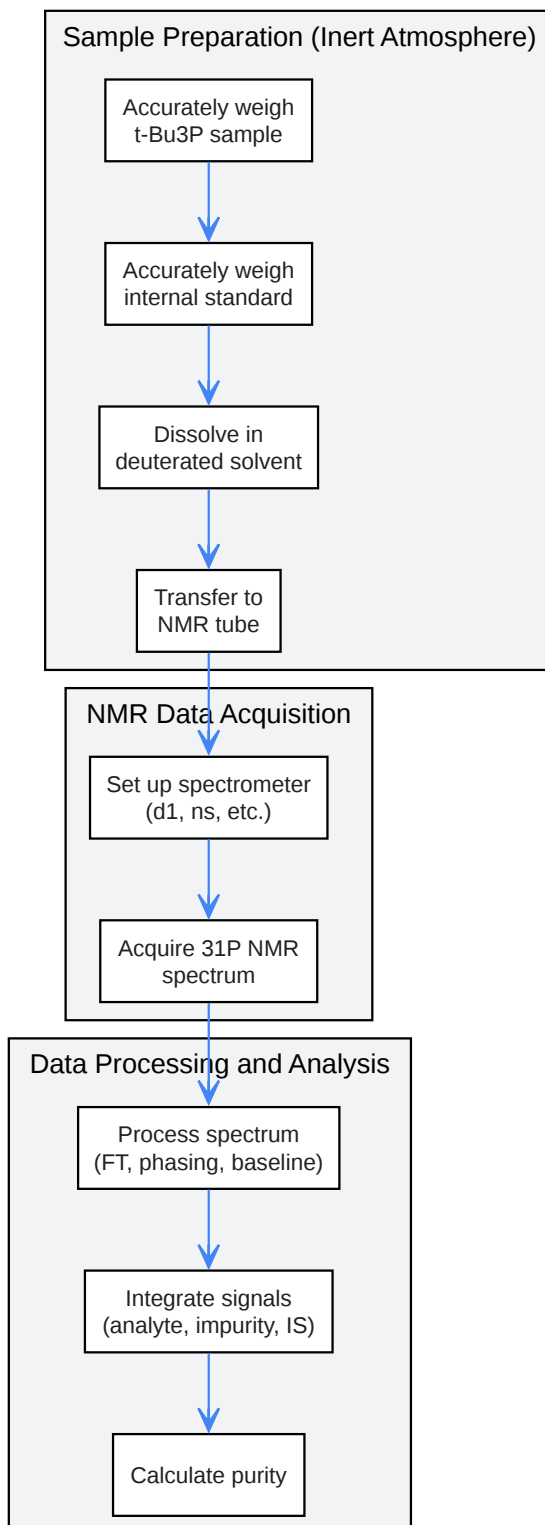 Sample Preparation (Inert Atmosphere)
Accurately weigh
t-Bu3P sample
Accurately weigh
internal standard
Dissolve in
deuterated solvent
Transfer to
NMR tube
NMR Data Acquisition
Set up spectrometer
(d1, ns, etc.)
Acquire 31P NMR
spectrum
Data Processing and Analysis
Process spectrum
(FT, phasing, baseline)
Integrate signals
(analyte, impurity, IS)
Calculate purity